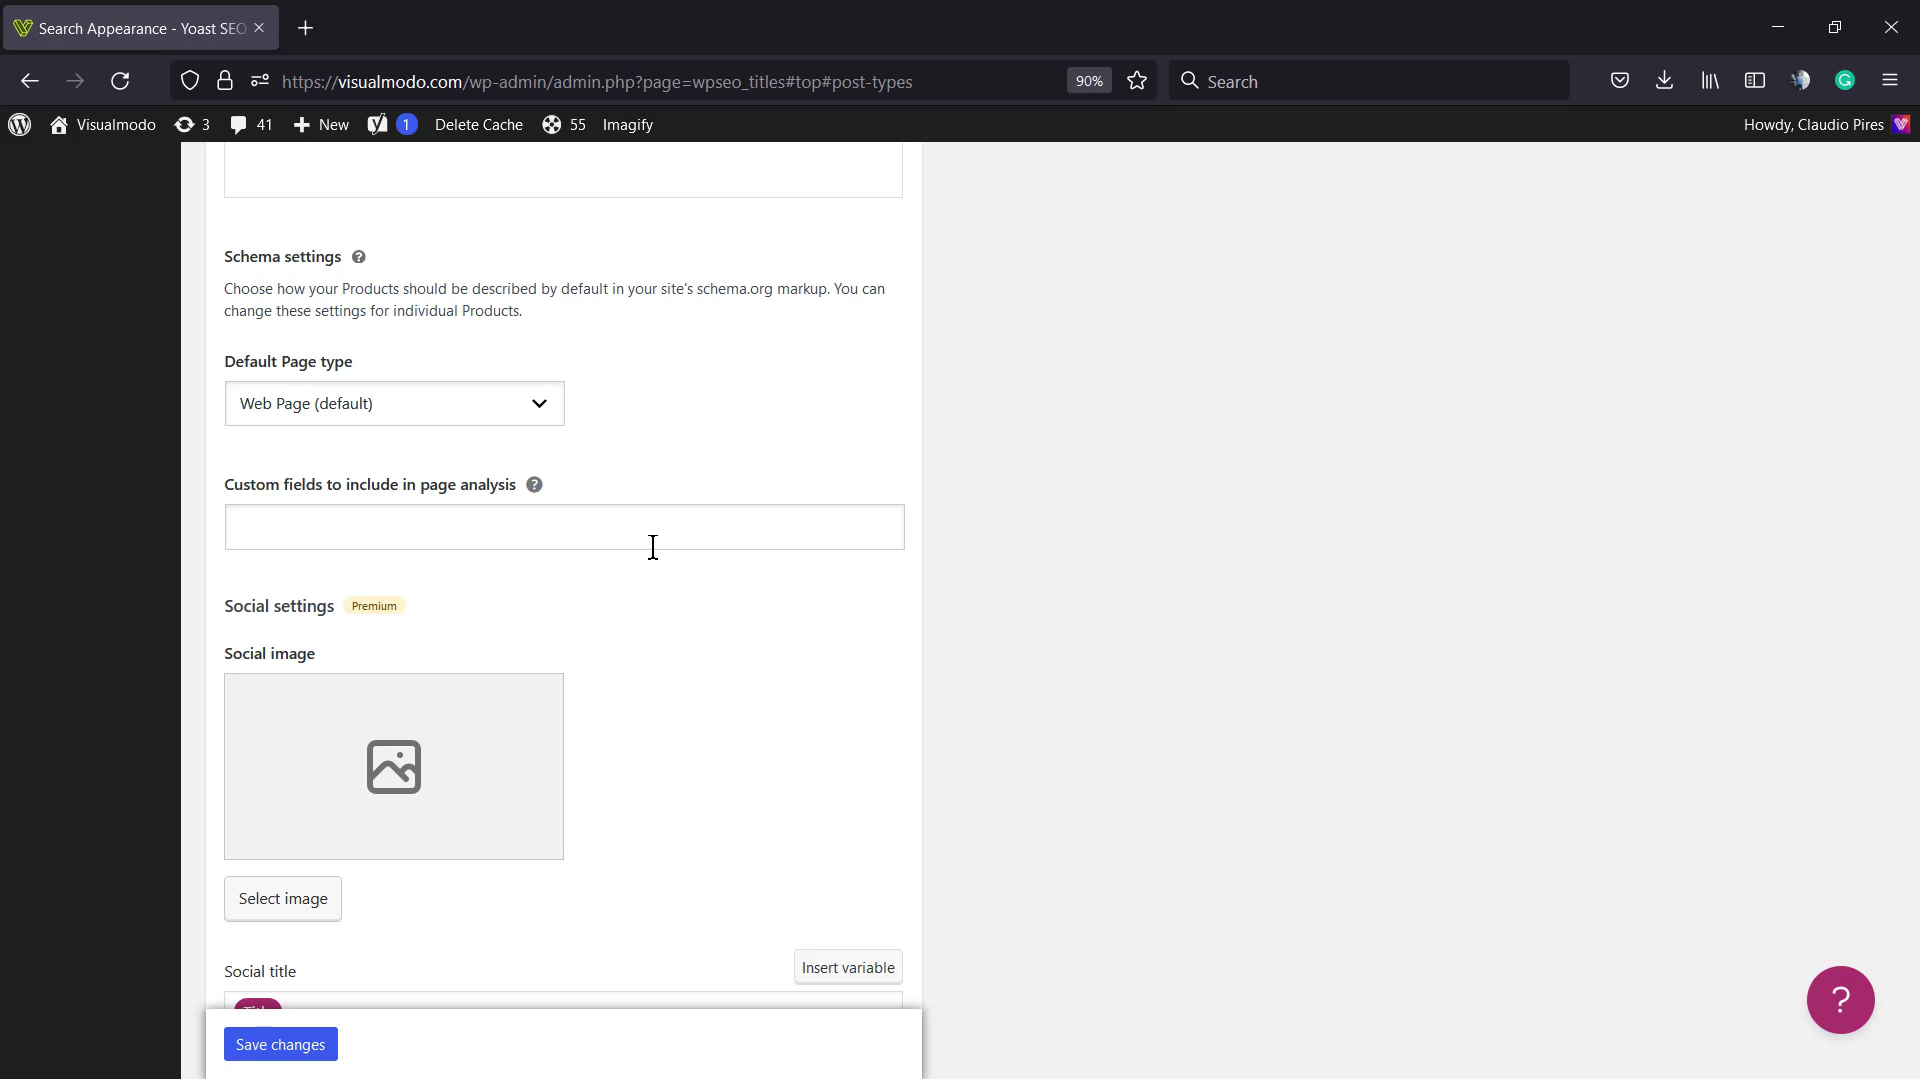 Search Appearance - Yoast SEO
https://visualmodo.com/wp-admin/admin.php?page=wpseo_titles#top#post-types
90%
Search
Visualmodo
3
41
New
1
Delete Cache
55
Imagify
Howdy, Claudio Pires
Schema settings ?
Choose how your Products should be described by default in your site's schema.org markup. You can
change these settings for individual Products.
Default Page type
Web Page (default)
Custom fields to include in page analysis ?
Social settings Premium
Social image
Select image
Social title
Insert variable
Save changes
?